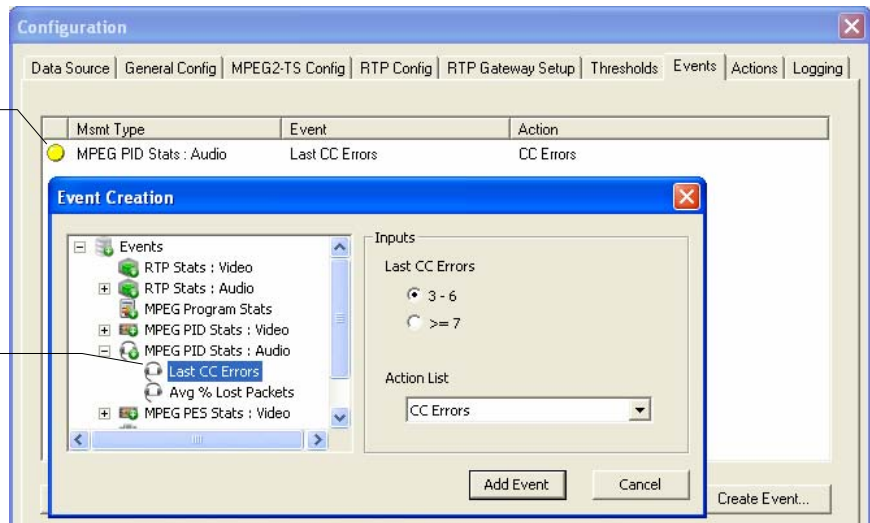 Configuration
Data Source General Config MPEG2-TS Config RTP Config RTP Gateway Setup Thresholds Events Actions Logging
Msmt Type Event Action
MPEG PID Stats : Audio Last CC Errors CC Errors
Event Creation
Events
RTP Stats : Video
RTP Stats : Audio
MPEG Program Stats
MPEG PID Stats : Video
MPEG PID Stats : Audio
Last CC Errors
Avg % Lost Packets
MPEG PES Stats : Video
Inputs
Last CC Errors
3 - 6
>= 7
Action List
CC Errors
Add Event Cancel
Create Event...